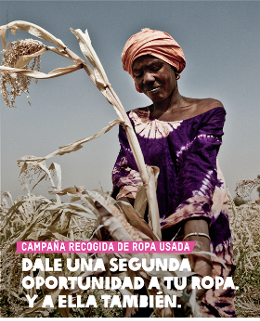 CAMPAÑA RECOGIDA DE ROPA USADA
DALE UNA SEGUNDA
OPORTUNIDAD A TU ROPA.
Y A ELLA TAMBIÉN.